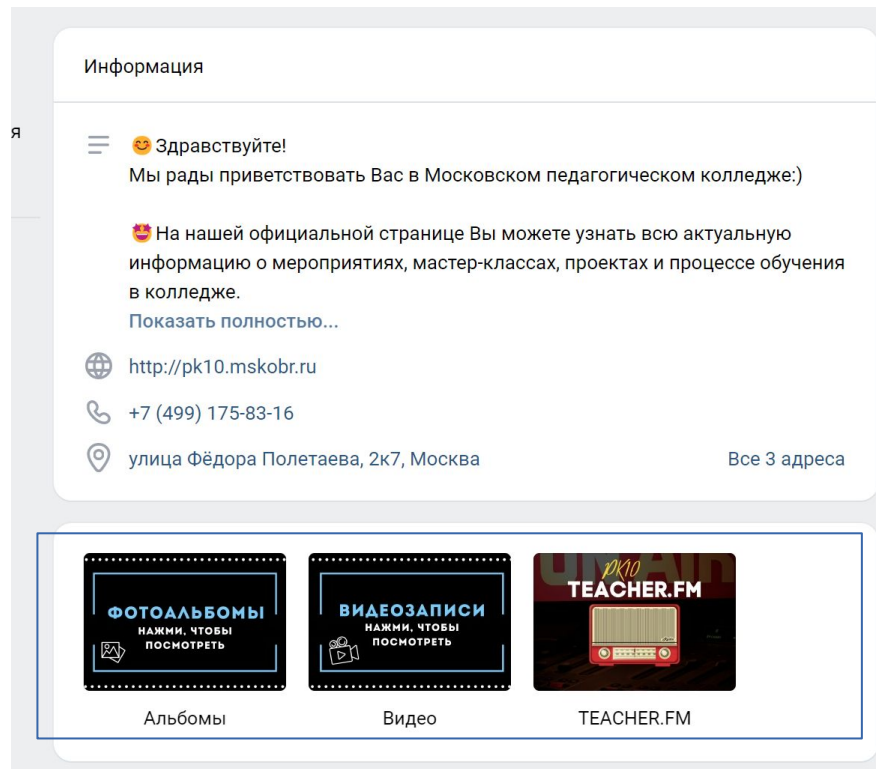 Информация
я
😊Здравствуйте!
Мы рады приветствовать Вас в Московском педагогическом колледже:)
🤩На нашей официальной странице Вы можете узнать всю актуальную
информацию о мероприятиях, мастер-классах, проектах и процессе обучения
в колледже.
Показать полностью...
http://pk10.mskobr.ru
+7 (499) 175-83-16
улица Фёдора Полетаева, 2к7, Москва
Все 3 адреса
ФОТОАЛЬБОМЫ
НАЖМИ, ЧТОБЫ
ПОСМОТРЕТЬ
ВИДЕОЗАПИСИ
НАЖМИ, ЧТОБЫ
ПОСМОТРЕТЬ
ON AIR
PK10
TEACHER.FM
Альбомы
Видео
TEACHER.FM